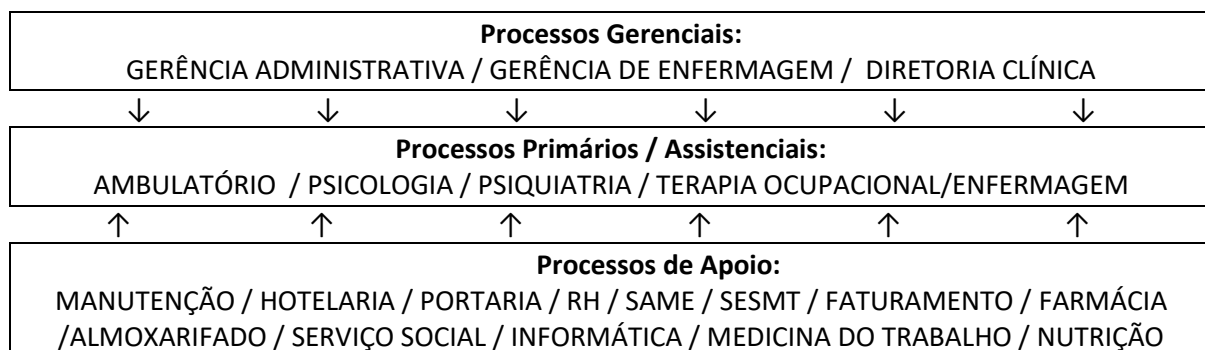 Processos Gerenciais:
GERÊNCIA ADMINISTRATIVA / GERÊNCIA DE ENFERMAGEM / DIRETORIA CLÍNICA
↓ ↓ ↓ ↓ ↓ ↓
Processos Primários / Assistenciais:
AMBULATÓRIO / PSICOLOGIA / PSIQUIATRIA / TERAPIA OCUPACIONAL/ENFERMAGEM
↑ ↑ ↑ ↑ ↑ ↑
Processos de Apoio:
MANUTENÇÃO / HOTELARIA / PORTARIA / RH / SAME / SESMT / FATURAMENTO / FARMÁCIA
/ALMOXARIFADO / SERVIÇO SOCIAL / INFORMÁTICA / MEDICINA DO TRABALHO / NUTRIÇÃO